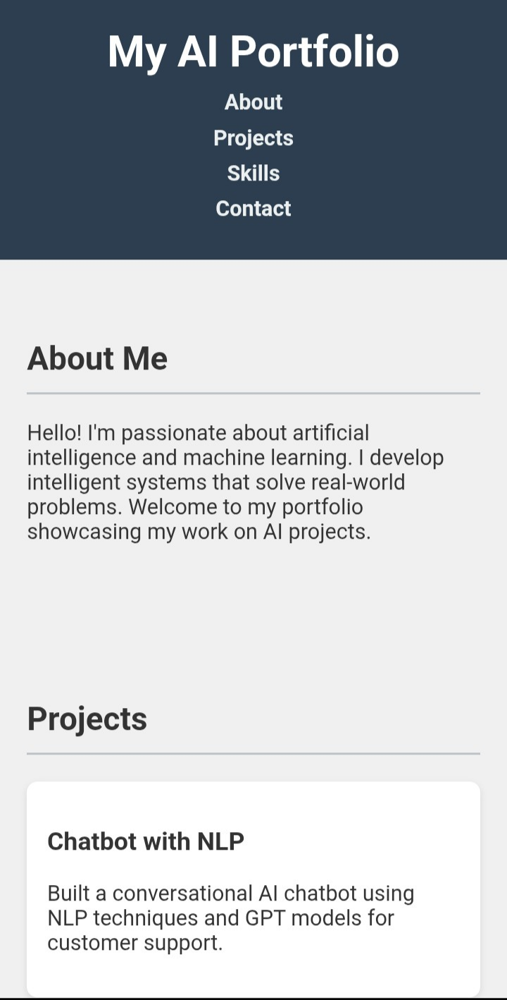 My AI Portfolio
About
Projects
Skills
Contact
About Me
Hello! I'm passionate about artificial
intelligence and machine learning. I develop
intelligent systems that solve real-world
problems. Welcome to my portfolio
showcasing my work on AI projects.
Projects
Chatbot with NLP
Built a conversational AI chatbot using
NLP techniques and GPT models for
customer support.